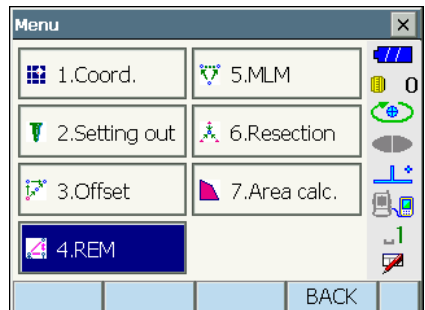 Menu
1.Coord.
5.MLM
0
2.Setting out
6.Resection
3.Offset
7.Area calc.
4.REM
1
BACK